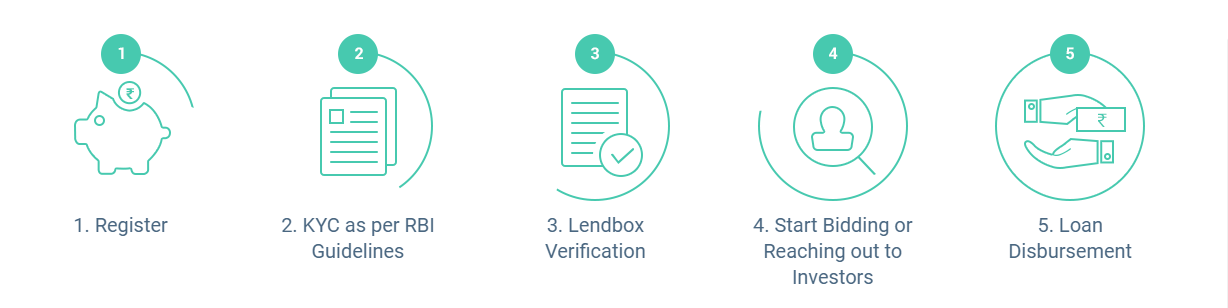 1
2
3
4
5
₹
₹
1. Register
2. KYC as per RBI
Guidelines
3. Lendbox
Verification
4. Start Bidding or
Reaching out to
Investors
5. Loan
Disbursement